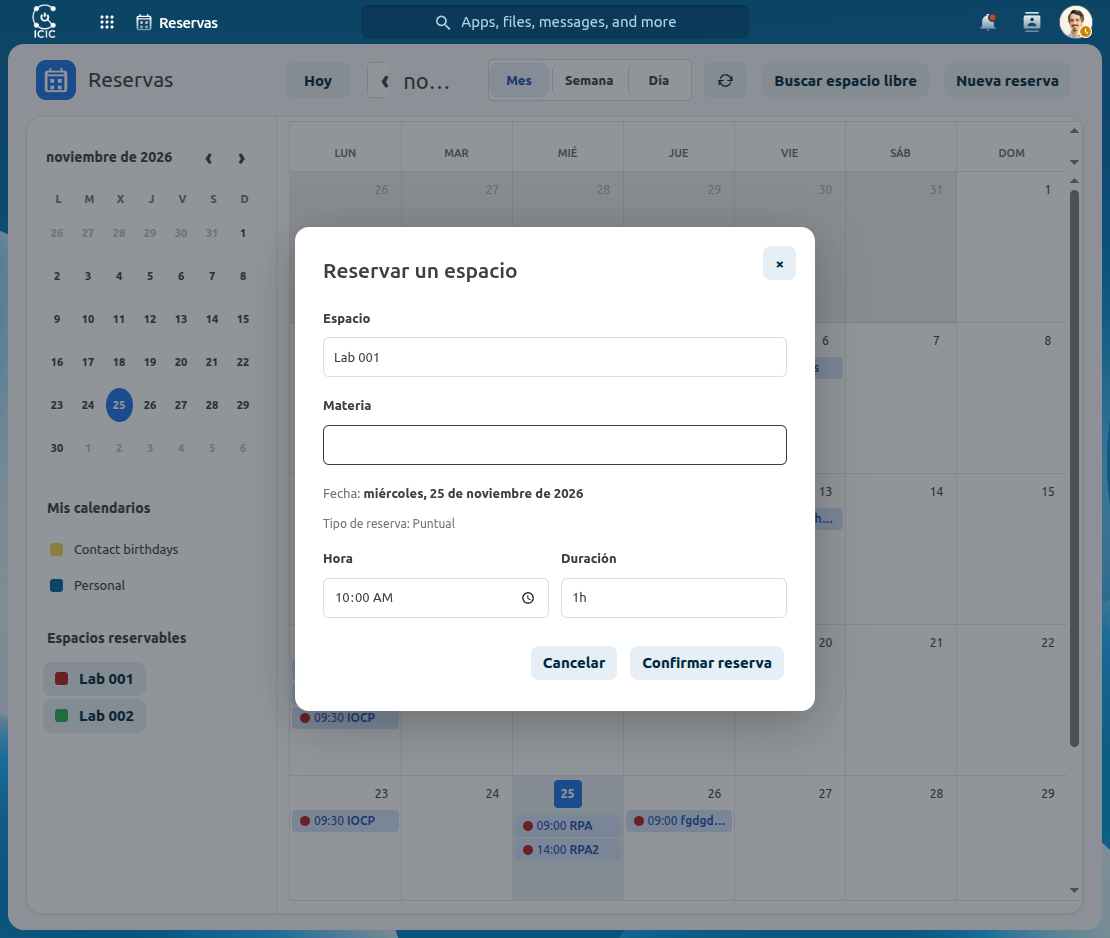 ICIC
Reservas
Apps, files, messages, and more
Reservas
Hoy
no...
Mes
Semana
Día
Buscar espacio libre
Nueva reserva
noviembre de 2026
L M X J V S D
26 27 28 29 30 31 1
2 3 4 5 6 7 8
9 10 11 12 13 14 15
16 17 18 19 20 21 22
23 24 25 26 27 28 29
30 1 2 3 4 5 6
Mis calendarios
Contact birthdays
Personal
Espacios reservables
Lab 001
Lab 002
LUN MAR MIÉ JUE VIE SÁB DOM
26 27 28 29 30 31 1
6 7 8
s
13 14 15
h...
20 21 22
09:30 IOCP
23 24 25 26 27 28 29
09:30 IOCP
09:00 RPA
14:00 RPA2
09:00 fgdgd...
Reservar un espacio
×
Espacio
Lab 001
Materia
Fecha: miércoles, 25 de noviembre de 2026
Tipo de reserva: Puntual
Hora
Duración
10:00 AM
1h
Cancelar
Confirmar reserva